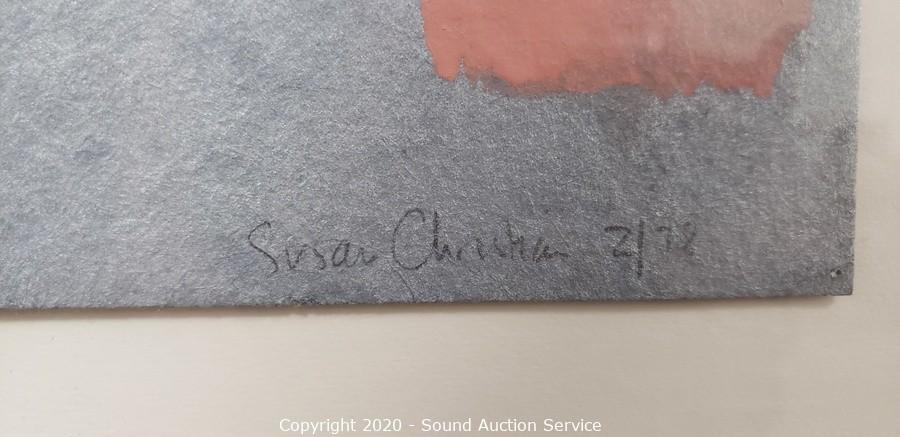 Susan Christian 2/78
Copyright 2020 - Sound Auction Service